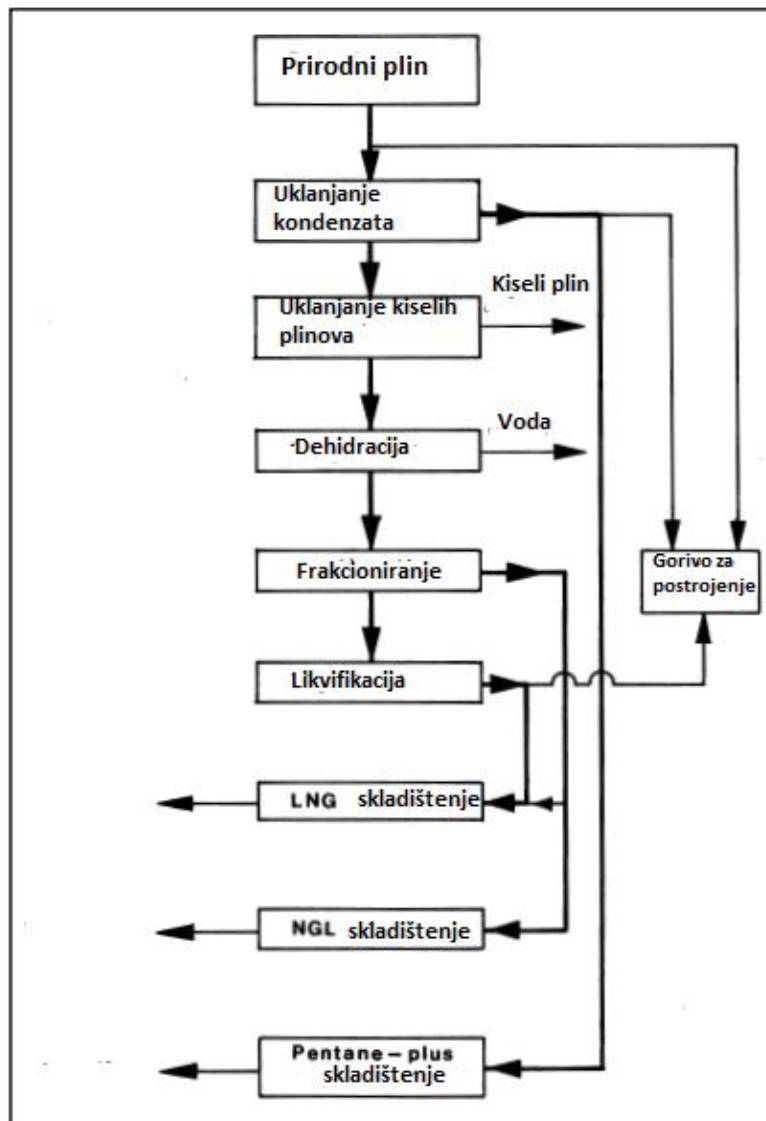 Prirodni plin
Uklanjanje
kondenzata
Kiseli plin
Uklanjanje kiselih
plinova
Voda
Dehidracija
Frakcioniranje
Gorivo za
postrojenje
Likvifikacija
LNG skladištenje
NGL skladištenje
Pentane-plus
skladištenje